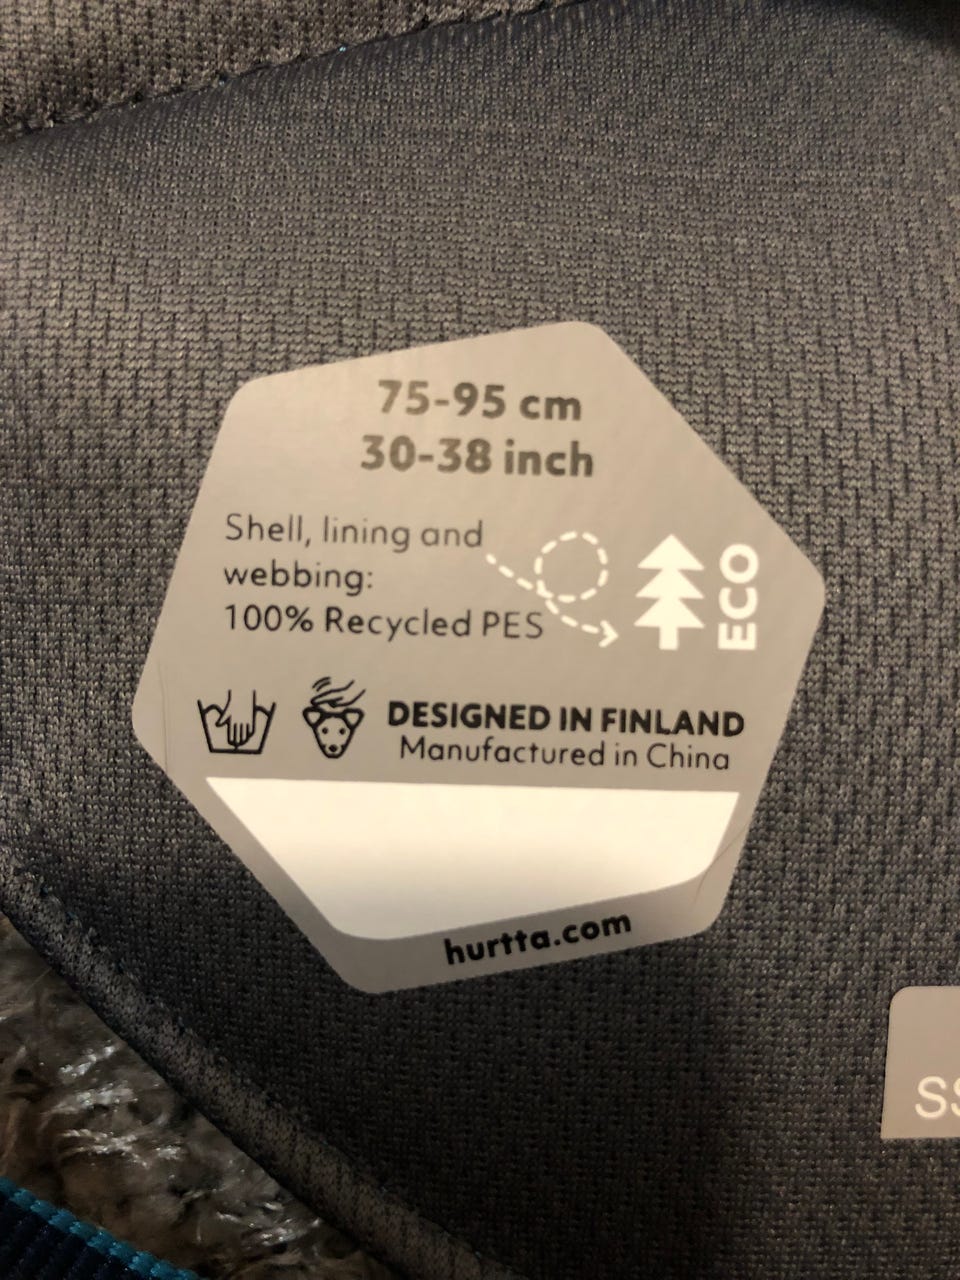 75-95 cm
30-38 inch
Shell, lining and
webbing:
100% Recycled PES
ECO
DESIGNED IN FINLAND
Manufactured in China
hurtta.com